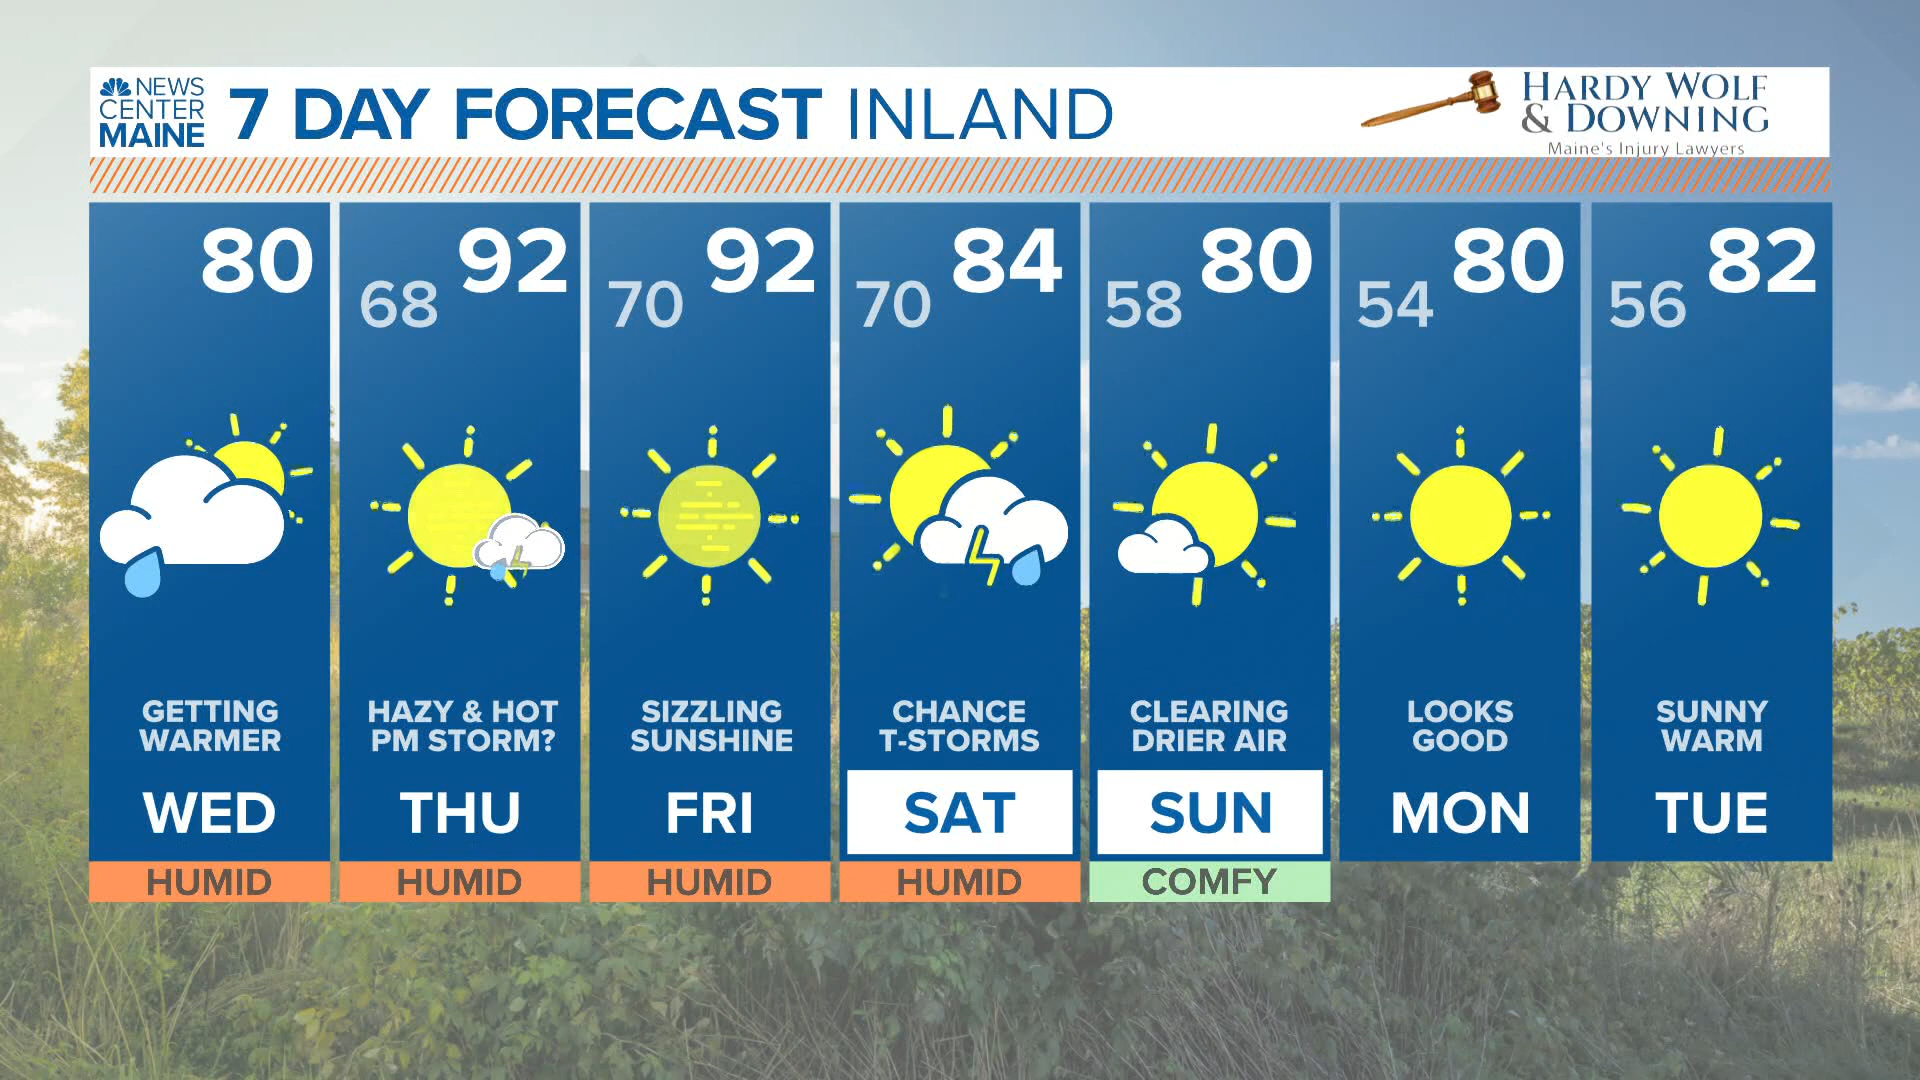 NEWS
CENTER
MAINE
7 DAY FORECAST INLAND
HARDY WOLF
& DOWNING
Maine's Injury Lawyers
80
GETTING
WARMER
WED
HUMID
68 92
HAZY & HOT
PM STORM?
THU
HUMID
70 92
SIZZLING
SUNSHINE
FRI
HUMID
70 84
CHANCE
T-STORMS
SAT
HUMID
58 80
CLEARING
DRIER AIR
SUN
COMFY
54 80
LOOKS
GOOD
MON
56 82
SUNNY
WARM
TUE